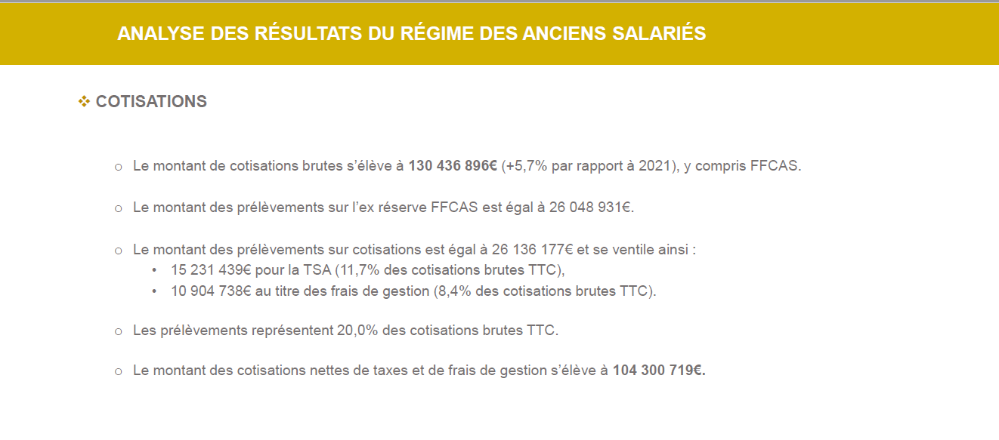 ANALYSE DES RÉSULTATS DU RÉGIME DES ANCIENS SALARIÉS
❖ COTISATIONS
o Le montant de cotisations brutes s’élève à 130 436 896€ (+5,7% par rapport à 2021), y compris FFCAS.
o Le montant des prélèvements sur l’ex réserve FFCAS est égal à 26 048 931€.
o Le montant des prélèvements sur cotisations est égal à 26 136 177€ et se ventile ainsi :
• 15 231 439€ pour la TSA (11,7% des cotisations brutes TTC),
• 10 904 738€ au titre des frais de gestion (8,4% des cotisations brutes TTC).
o Les prélèvements représentent 20,0% des cotisations brutes TTC.
o Le montant des cotisations nettes de taxes et de frais de gestion s’élève à 104 300 719€.